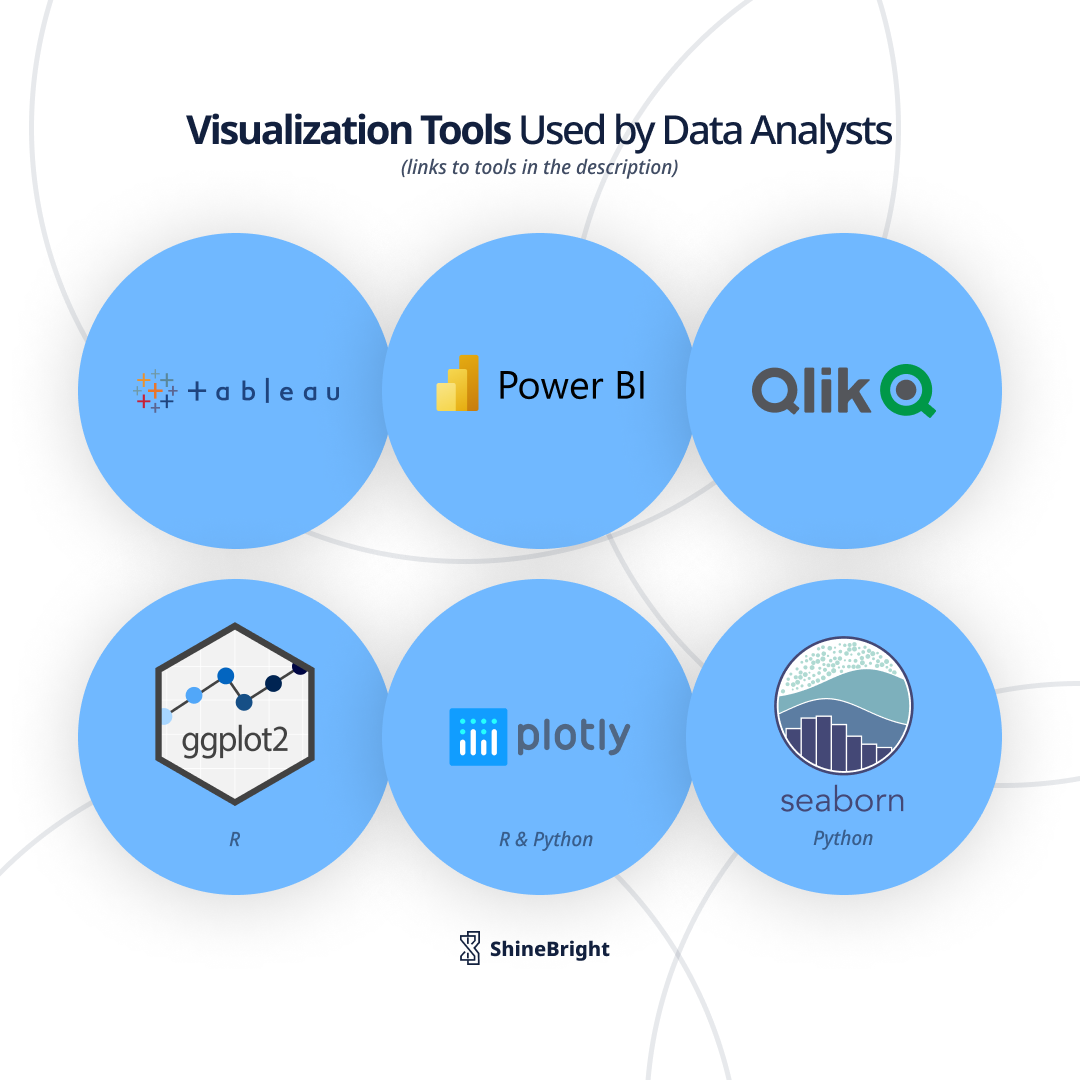 Visualization Tools Used by Data Analysts
(links to tools in the description)
+ableau
Power BI
Qlik
ggplot2
plotly
seaborn
R
R & Python
Python
ShineBright